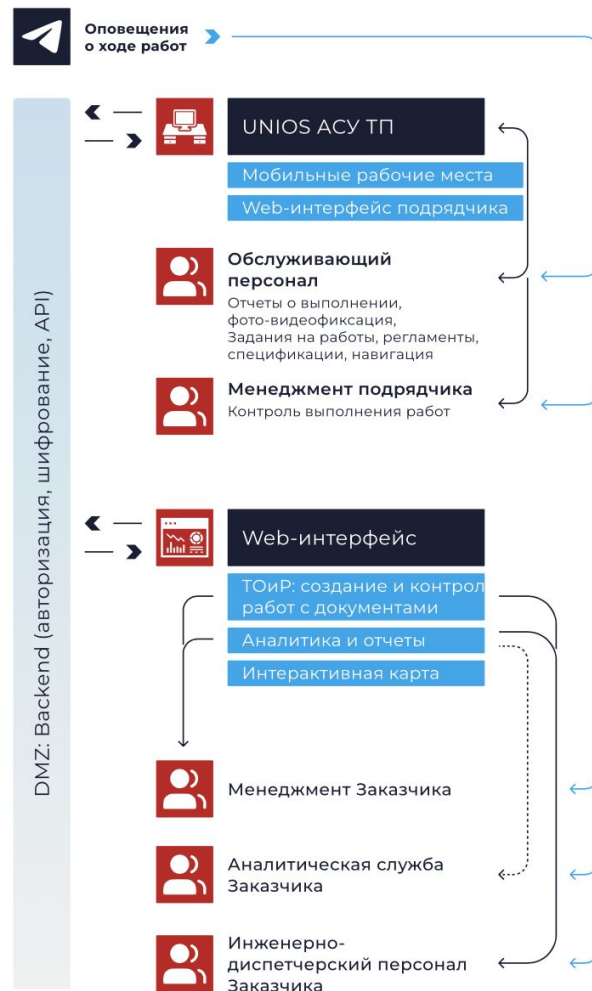 Оповещения
о ходе работ
DMZ: Backend (авторизация, шифрование, API)
UNIOS АСУ ТП
Мобильные рабочие места
Web-интерфейс подрядчика
Обслуживающий
персонал
Отчеты о выполнении,
фото-видеофиксация,
Задания на работы, регламенты,
спецификации, навигация
Менеджмент подрядчика
Контроль выполнения работ
Web-интерфейс
ТОиР: создание и контрол
работ с документами
Аналитика и отчеты
Интерактивная карта
Менеджмент Заказчика
Аналитическая служба
Заказчика
Инженерно-
диспетчерский персонал
Заказчика